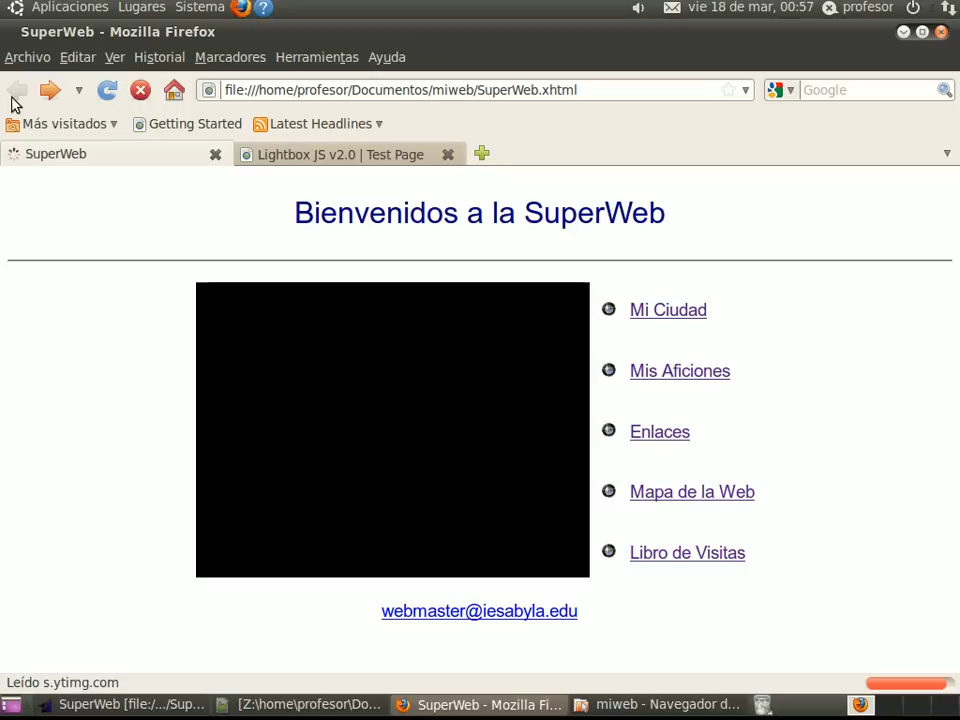 Aplicaciones Lugares Sistema vie 18 de mar, 00:57 profesor
SuperWeb - Mozilla Firefox
Archivo Editar Ver Historial Marcadores Herramientas Ayuda
file:///home/profesor/Documentos/miweb/SuperWeb.xhtml Google
Más visitados Getting Started Latest Headlines
SuperWeb Lightbox JS v2.0 | Test Page
Bienvenidos a la SuperWeb
Mi Ciudad
Mis Aficiones
Enlaces
Mapa de la Web
Libro de Visitas
webmaster@iesabyla.edu
Leído s.ytimg.com
SuperWeb [file:/.../Sup... [Z:\home\profesor\Do... SuperWeb - Mozilla Fi... miweb - Navegador d...